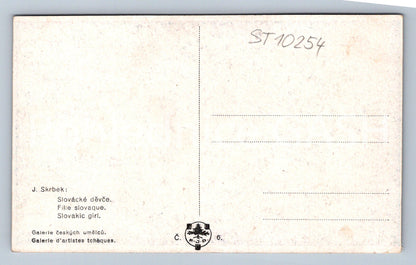 ST10254
J. Skrbek:
Slovácké děvče.
Fille slovaque.
Slovakic girl.
Galerie českých umělců.
Galerie d'artistes tchèques.
Č. 6.